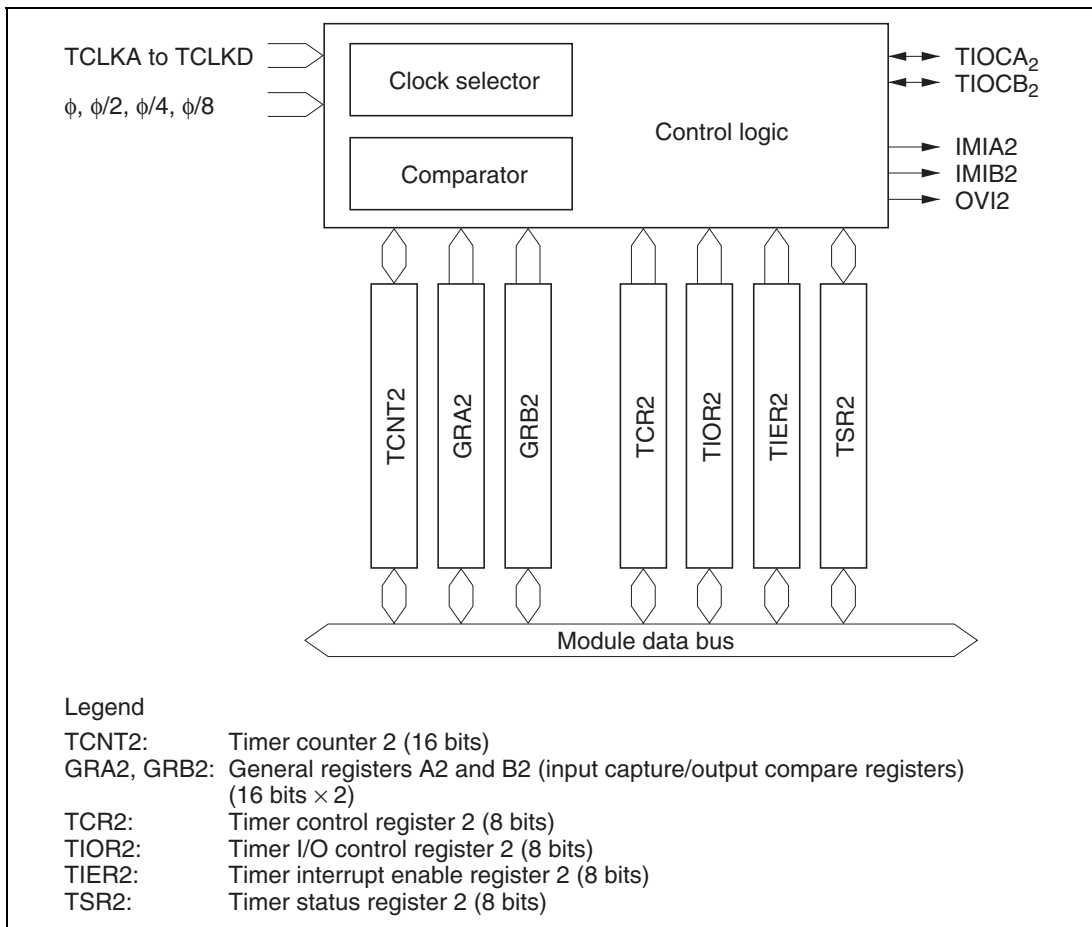 TCLKA to TCLKD
ϕ, ϕ/2, ϕ/4, ϕ/8
Clock selector
Comparator
Control logic
TIOCA₂
TIOCB₂
IMIA2
IMIB2
OVI2
TCNT2
GRA2
GRB2
TCR2
TIOR2
TIER2
TSR2
Module data bus
Legend
TCNT2: Timer counter 2 (16 bits)
GRA2, GRB2: General registers A2 and B2 (input capture/output compare registers)
(16 bits × 2)
TCR2: Timer control register 2 (8 bits)
TIOR2: Timer I/O control register 2 (8 bits)
TIER2: Timer interrupt enable register 2 (8 bits)
TSR2: Timer status register 2 (8 bits)